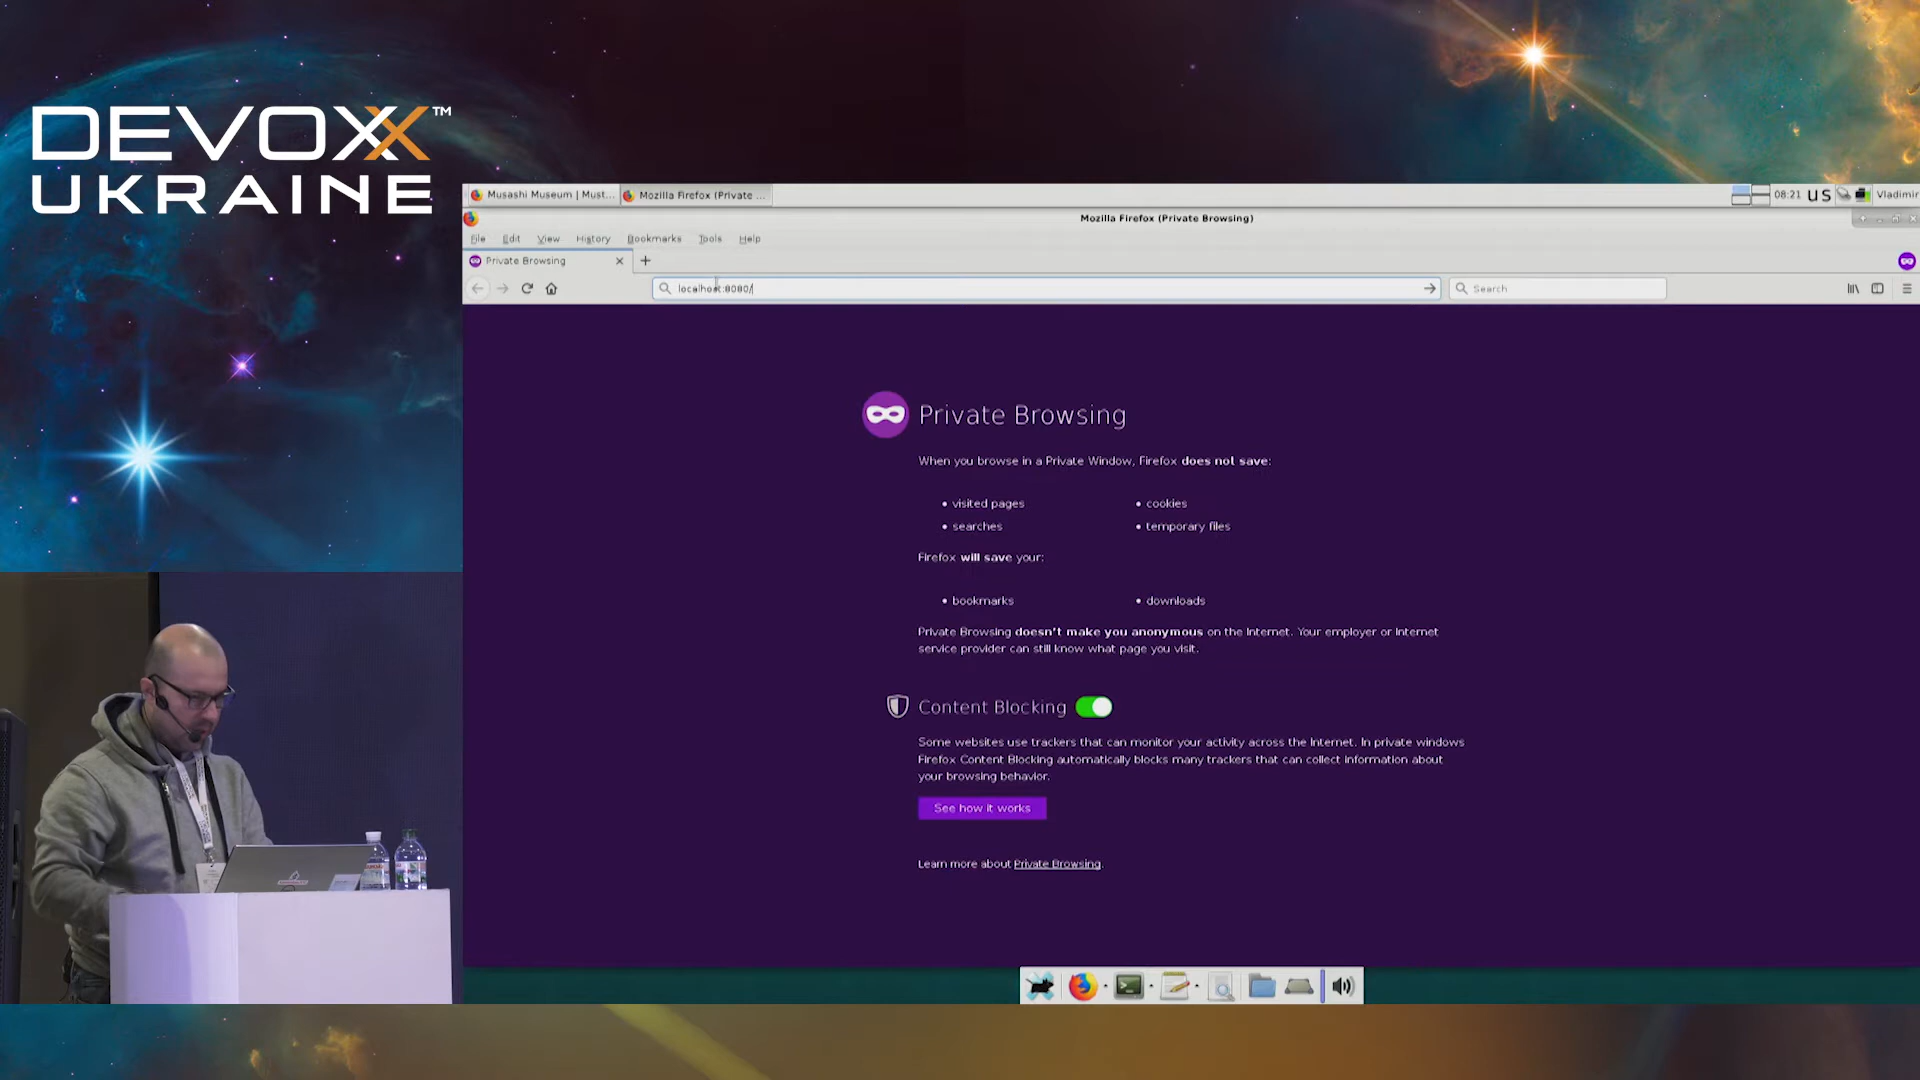 DEVOXX™
UKRAINE
Musashi Museum | Must...
Mozilla Firefox (Private ...
08:21
US
Vladimir
Mozilla Firefox (Private Browsing)
File Edit View History Bookmarks Tools Help
Private Browsing
localhost:8080/
Search
Private Browsing
When you browse in a Private Window, Firefox does not save:
• visited pages
• cookies
• searches
• temporary files
Firefox will save your:
• bookmarks
• downloads
Private Browsing doesn't make you anonymous on the Internet. Your employer or Internet
service provider can still know what page you visit.
Content Blocking
Some websites use trackers that can monitor your activity across the Internet. In private windows
Firefox Content Blocking automatically blocks many trackers that can collect information about
your browsing behavior.
See how it works
Learn more about Private Browsing.